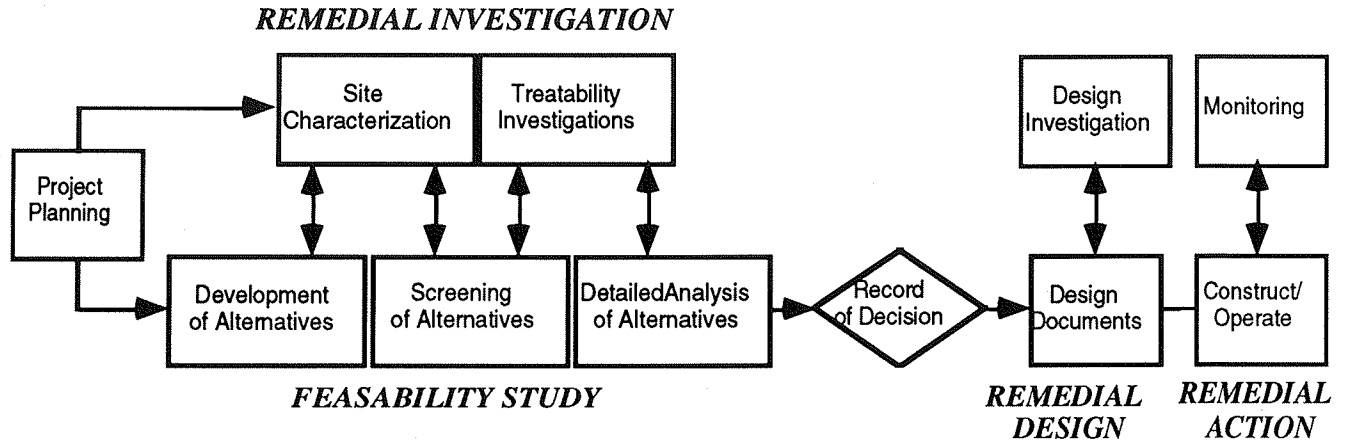 REMEDIAL INVESTIGATION
Site
Characterization
Treatability
Investigations
Design
Investigation
Monitoring
Project
Planning
Development
of Alternatives
Screening
of Alternatives
DetailedAnalysis
of Alternatives
Record
of Decision
Design
Documents
Construct/
Operate
FEASABILITY STUDY
REMEDIAL
DESIGN
REMEDIAL
ACTION